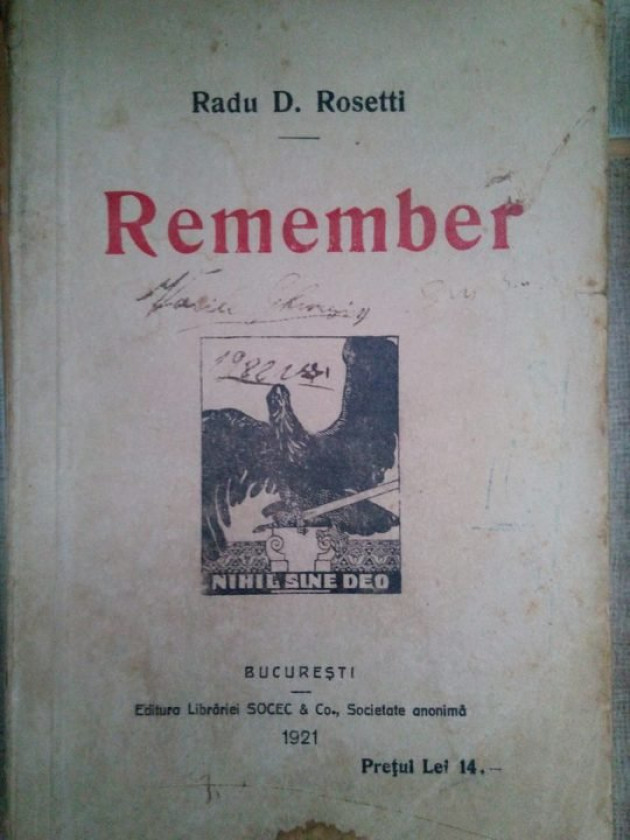 Radu D. Rosetti
Remember
NIHIL SINE DEO
BUCUREȘTI
Editura Librăriei SOCEC & Co., Societate anonimă
1921
Prețul Lei 14.—